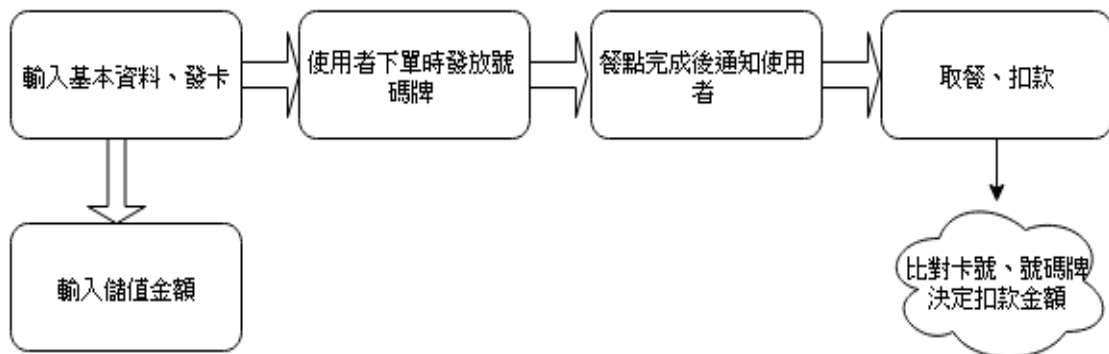 輸入基本資料、發卡
使用者下單時發放號
碼牌
餐點完成後通知使用
者
取餐、扣款
輸入儲值金額
比對卡號、號碼牌
決定扣款金額